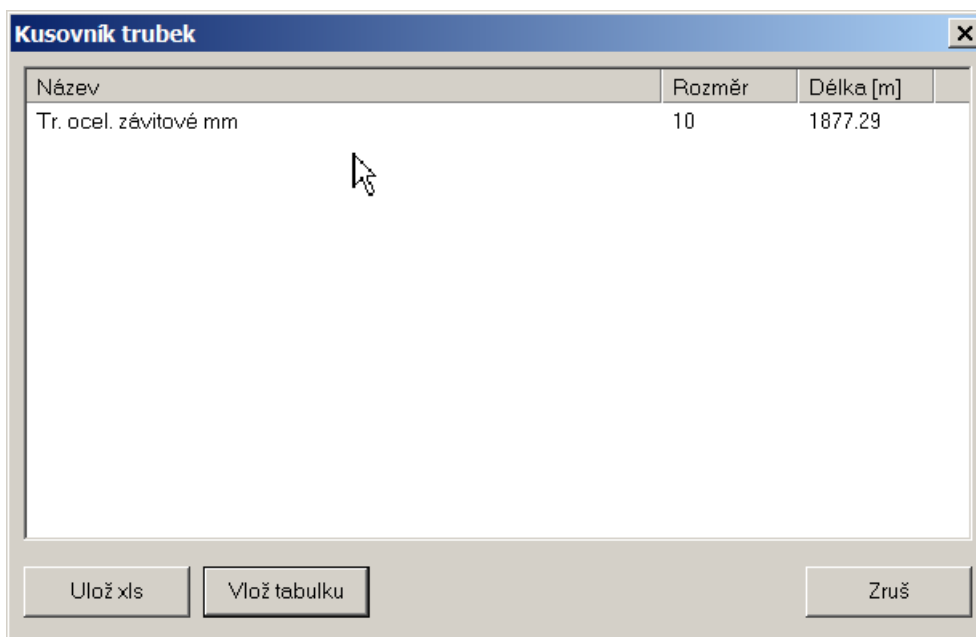 Kusovník trubek
Název Rozměr Délka [m]
Tr. ocel. závitové mm 10 1877.29
Ulož xls Vlož tabulku Zruš